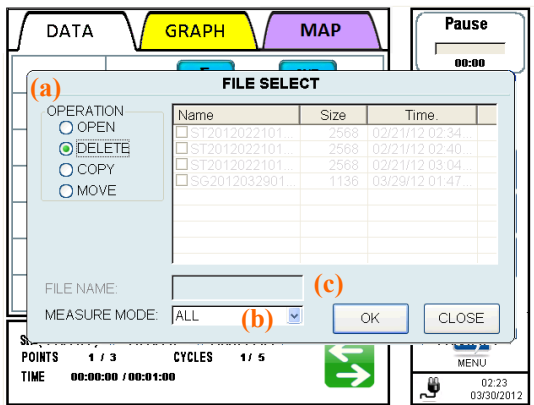 DATA GRAPH MAP
Pause
00:00
(a)
FILE SELECT
OPERATION
OPEN
DELETE
COPY
MOVE
Name Size Time.
ST2012022101... 2568 02/21/12 02:34...
ST2012022101... 2568 02/21/12 02:40...
ST2012022101... 2568 02/21/12 03:04...
SG2012032901... 1136 03/29/12 01:47...
FILE NAME:
(c)
MEASURE MODE: ALL
(b)
OK CLOSE
POINTS 1 / 3 CYCLES 1/ 5
TIME 00:00:00 / 00:01:00
MENU
02:23
03/30/2012